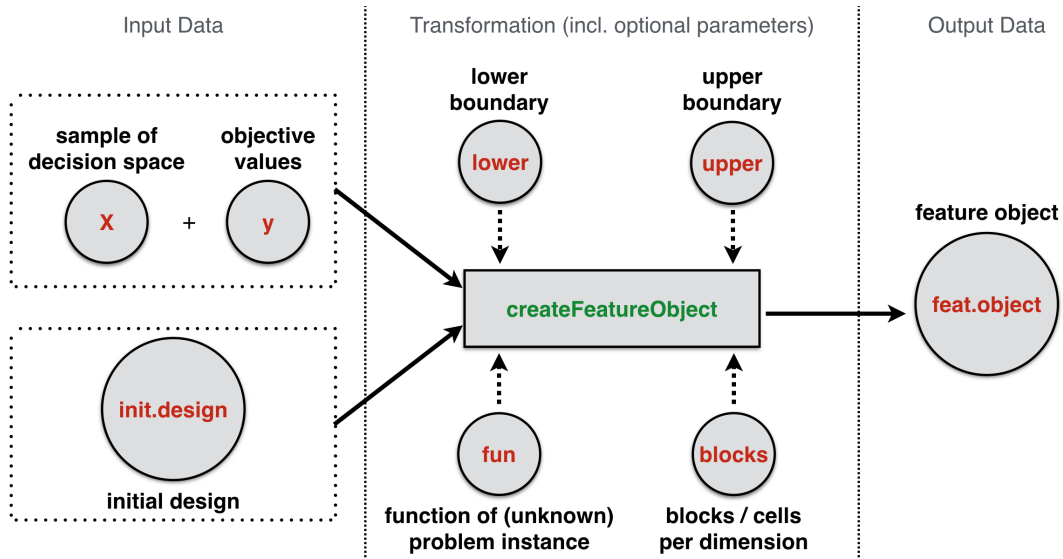 Input Data
Transformation (incl. optional parameters)
Output Data
sample of
decision space
objective
values
X
+
y
init.design
initial design
lower
boundary
lower
upper
boundary
upper
createFeatureObject
fun
function of (unknown)
problem instance
blocks
blocks / cells
per dimension
feature object
feat.object